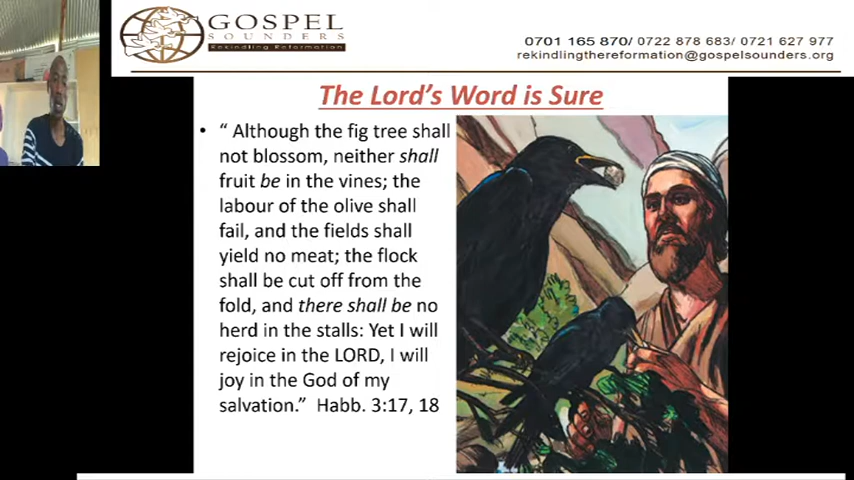 GOSPEL
SOUNDERS
Rekindling Reformation
0701 165 870/ 0722 878 683/ 0721 627 977
rekindlingthereformation@gospelsounders.org
The Lord's Word is Sure
• “ Although the fig tree shall
not blossom, neither shall
fruit be in the vines; the
labour of the olive shall
fail, and the fields shall
yield no meat; the flock
shall be cut off from the
fold, and there shall be no
herd in the stalls: Yet I will
rejoice in the LORD, I will
joy in the God of my
salvation.” Habb. 3:17, 18